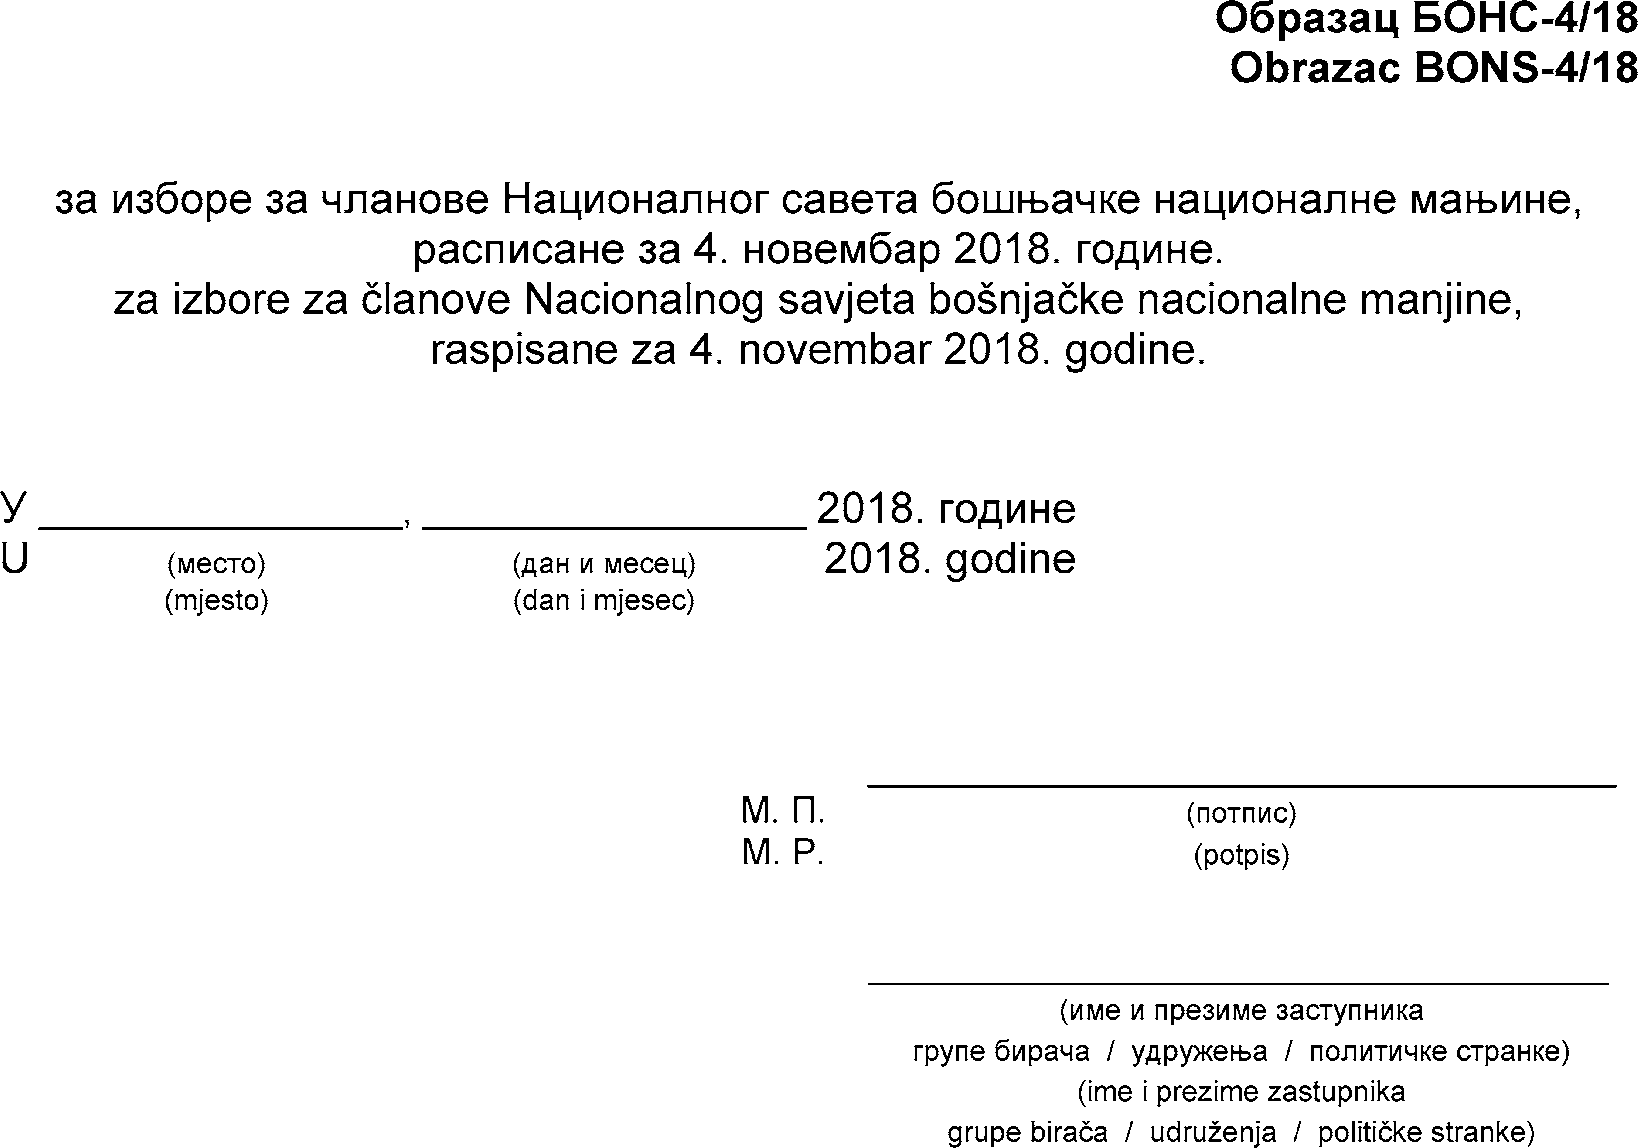 Образац БОНС-4/18
Obrazac BONS-4/18
за изборе за чланове Националног савета бошњачке националне мањине,
расписане за 4. новембар 2018. године.
za izbore za članove Nacionalnog savjeta bošnjačke nacionalne manjine,
raspisane za 4. novembar 2018. godine.
У _________________, __________________ 2018. године
U (место) (дан и месец) 2018. godine
(mjesto) (dan i mjesec)
М. П. (потпис)
M. P. (potpis)
(име и презиме заступника
групе бирача / удружења / политичке странке)
(ime i prezime zastupnika
grupe birača / udruženja / političke stranke)